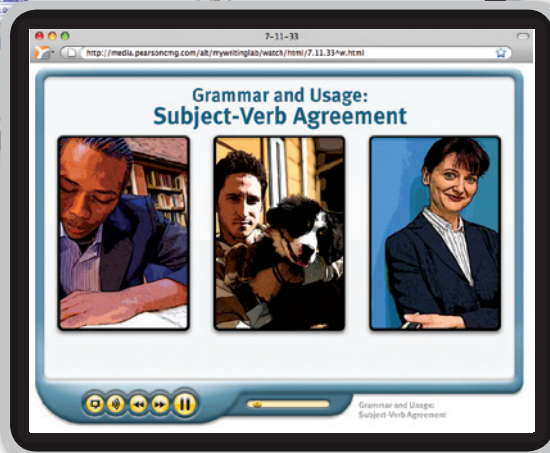 7-11-33
http://media.pearsoncmg.com/alt/mywritinglab/watch/html/7.11.33^w.html
Grammar and Usage:
Subject-Verb Agreement
Grammar and Usage:
Subject-Verb Agreement